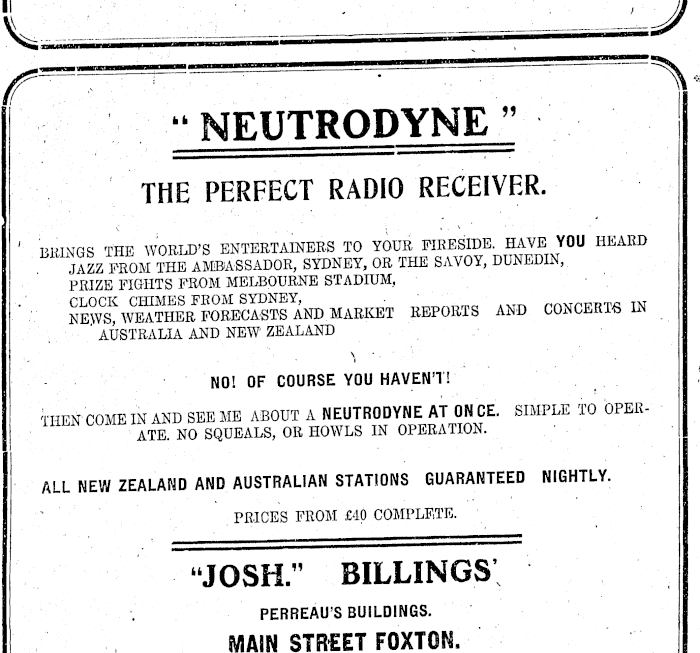 " NEUTRODYNE "
THE PERFECT RADIO RECEIVER.
BRINGS THE WORLD'S ENTERTAINERS TO YOUR FIRESIDE. HAVE YOU HEARD
JAZZ FROM THE AMBASSADOR, SYDNEY, OR THE SAVOY, DUNEDIN,
PRIZE FIGHTS FROM MELBOURNE STADIUM,
CLOCK CHIMES FROM SYDNEY,
NEWS, WEATHER FORECASTS AND MARKET REPORTS AND CONCERTS IN
AUSTRALIA AND NEW ZEALAND
NO! OF COURSE YOU HAVEN'T!
THEN COME IN AND SEE ME ABOUT A NEUTRODYNE AT ONCE. SIMPLE TO OPER-
ATE. NO SQUEALS, OR HOWLS IN OPERATION.
ALL NEW ZEALAND AND AUSTRALIAN STATIONS GUARANTEED NIGHTLY.
PRICES FROM £40 COMPLETE.
"JOSH." BILLINGS'
PERREAU'S BUILDINGS.
MAIN STREET FOXTON.